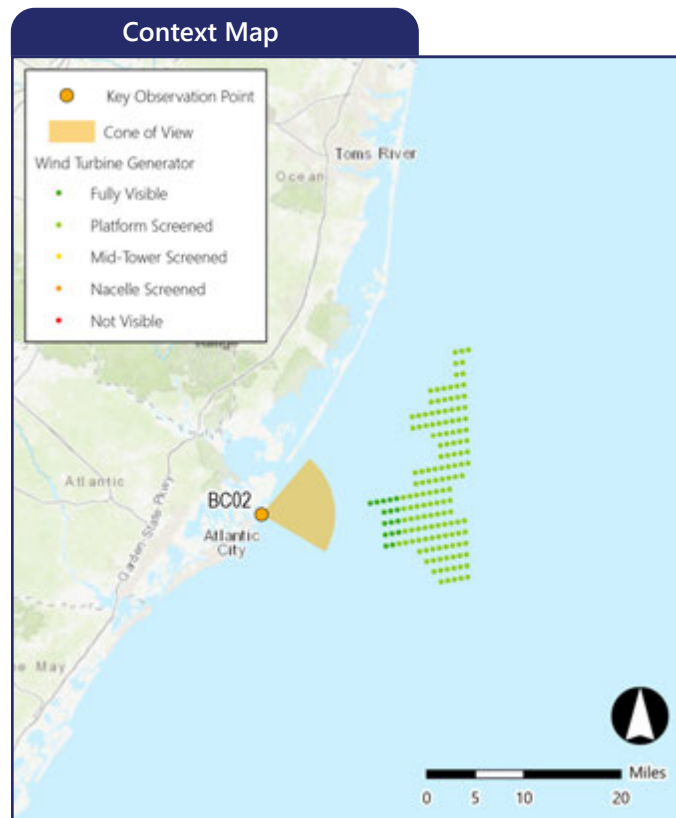 Context Map
Key Observation Point
Cone of View
Wind Turbine Generator
Fully Visible
Platform Screened
Mid-Tower Screened
Nacelle Screened
Not Visible
Toms River
Ocean
Atlantic
Garden-State Pkwy
BC02
Atlantic
City
May
Miles
0 5 10 20